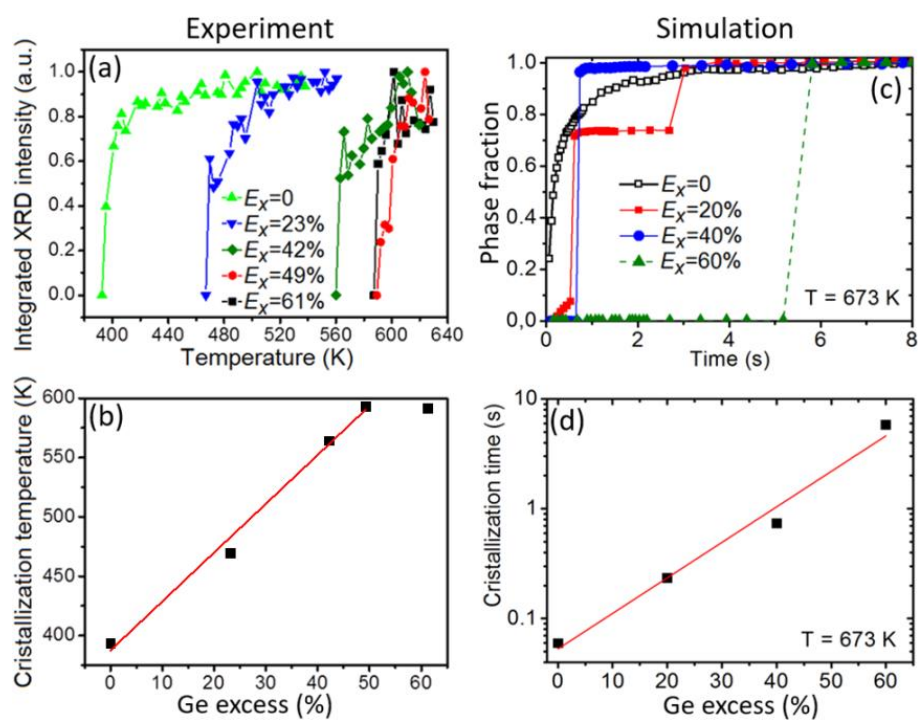 Experiment
Simulation
(a)
Integrated XRD intensity (a.u.)
1.0
0.8
0.6
0.4
0.2
0.0
Eₓ=0
Eₓ=23%
Eₓ=42%
Eₓ=49%
Eₓ=61%
400 440 480 520 560 600 640
Temperature (K)
(c)
Phase fraction
1.0
0.8
0.6
0.4
0.2
0.0
Eₓ=0
Eₓ=20%
Eₓ=40%
Eₓ=60%
T = 673 K
0 2 4 6 8
Time (s)
(b)
Cristallization temperature (K)
600
550
500
450
400
0 10 20 30 40 50 60
Ge excess (%)
(d)
Cristallization time (s)
10
1
0.1
T = 673 K
0 20 40 60
Ge excess (%)